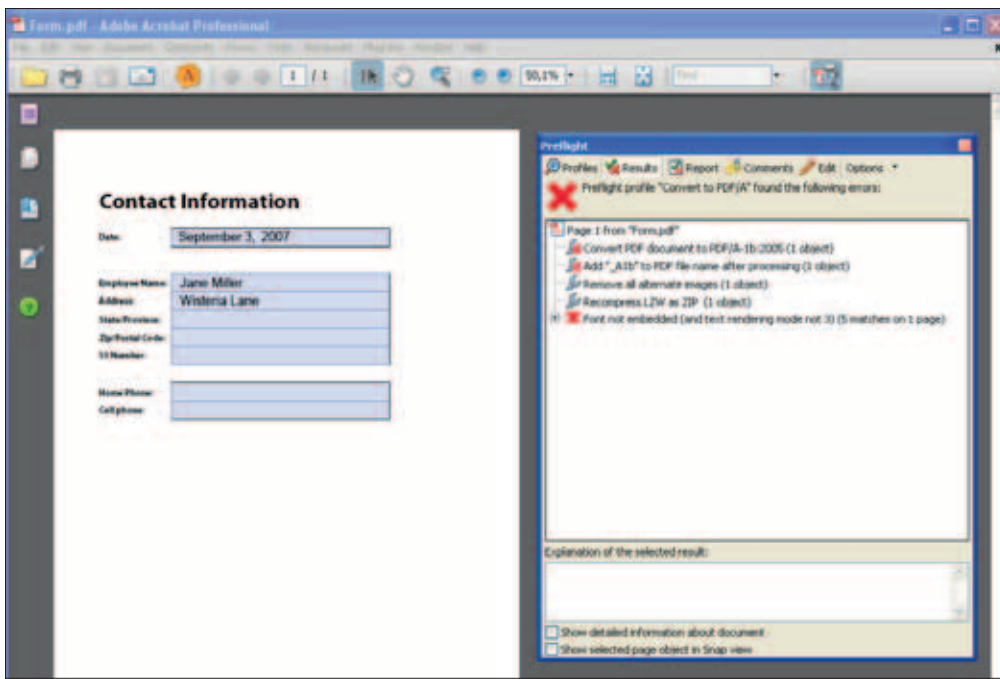 Form.pdf - Adobe Acrobat Professional
1 / 1
50,1%
Find
Contact Information
Date:
September 3, 2007
Employee Name:
Jane Miller
Address:
Wisteria Lane
State/Province:
Zip/Postal Code:
Home Phone:
Cell phone:
Preflight
Profiles Results Report Comments Edit Options
Preflight profile "Convert to PDF/A" found the following errors:
Page 1 from "Form.pdf"
Convert PDF document to PDF/A-1b:2005 (1 object)
Add "_A1b" to PDF file name after processing (1 object)
Remove all alternate images (1 object)
Recompress LZW as ZIP (1 object)
Font not embedded (and text rendering mode not 3) (5 matches on 1 page)
Explanation of the selected result:
Show detailed information about document
Show selected page object in Snap view